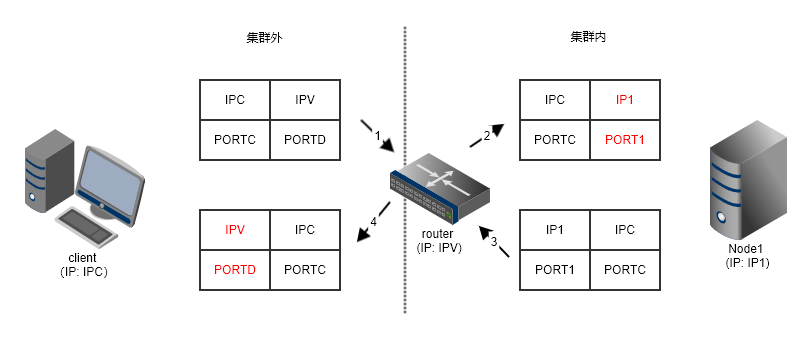 集群外
集群内
IPC IPV
PORTC PORTD
1
2
IPC IP1
PORTC PORT1
IPV IPC
PORTD PORTC
4
3
IP1 IPC
PORT1 PORTC
client
(IP: IPC)
router
(IP: IPV)
Node1
(IP: IP1)